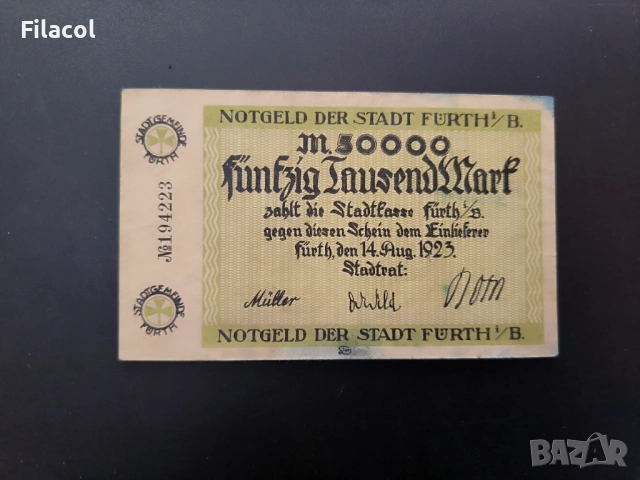 Filacol
STADTGEMEINDE FÜRTH
№194223
STADTGEMEINDE FÜRTH
NOTGELD DER STADT FÜRTH i/B.
M. 50000
Fünfzig Tausend Mark
zahlt die Stadtkasse Fürth i/B.
gegen diesen Schein dem Einlieferer
Fürth, den 14. Aug. 1923.
Stadtrat:
Müller
NOTGELD DER STADT FÜRTH i/B.
BAZAR